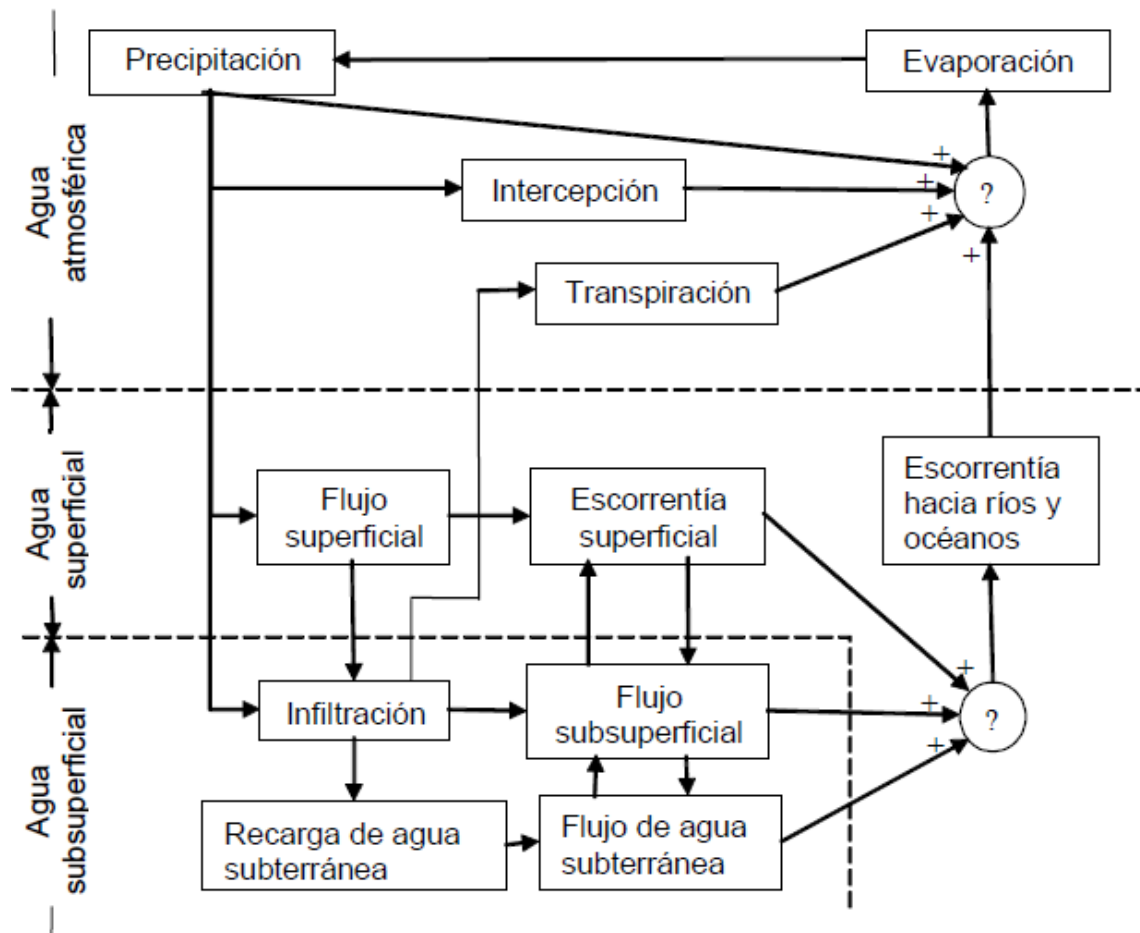 Precipitación
Evaporación
Agua
atmosférica
+
+
+
+
?
Intercepción
Transpiración
Agua
superficial
Flujo
superficial
Escorrentía
superficial
Escorrentía
hacia ríos y
océanos
Agua
subsuperficial
Infiltración
Flujo
subsuperficial
+
+
+
?
Recarga de agua
subterránea
Flujo de agua
subterránea